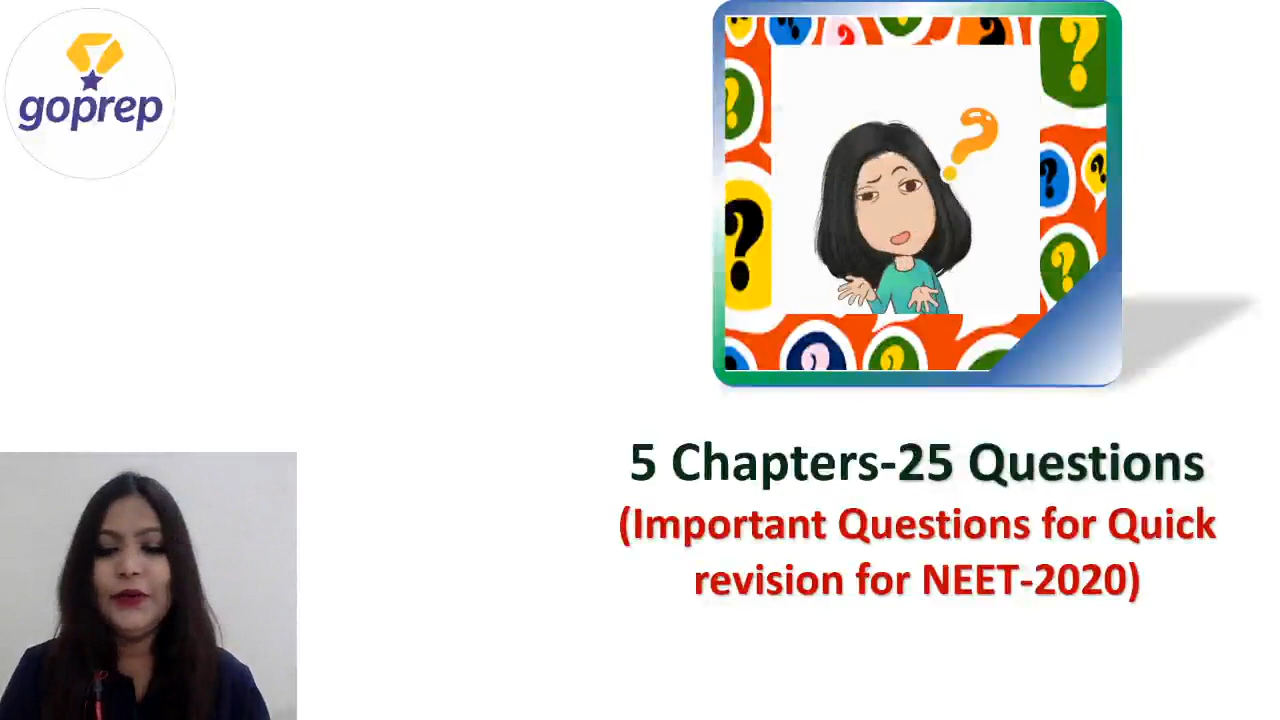 goprep
5 Chapters-25 Questions
(Important Questions for Quick
revision for NEET-2020)